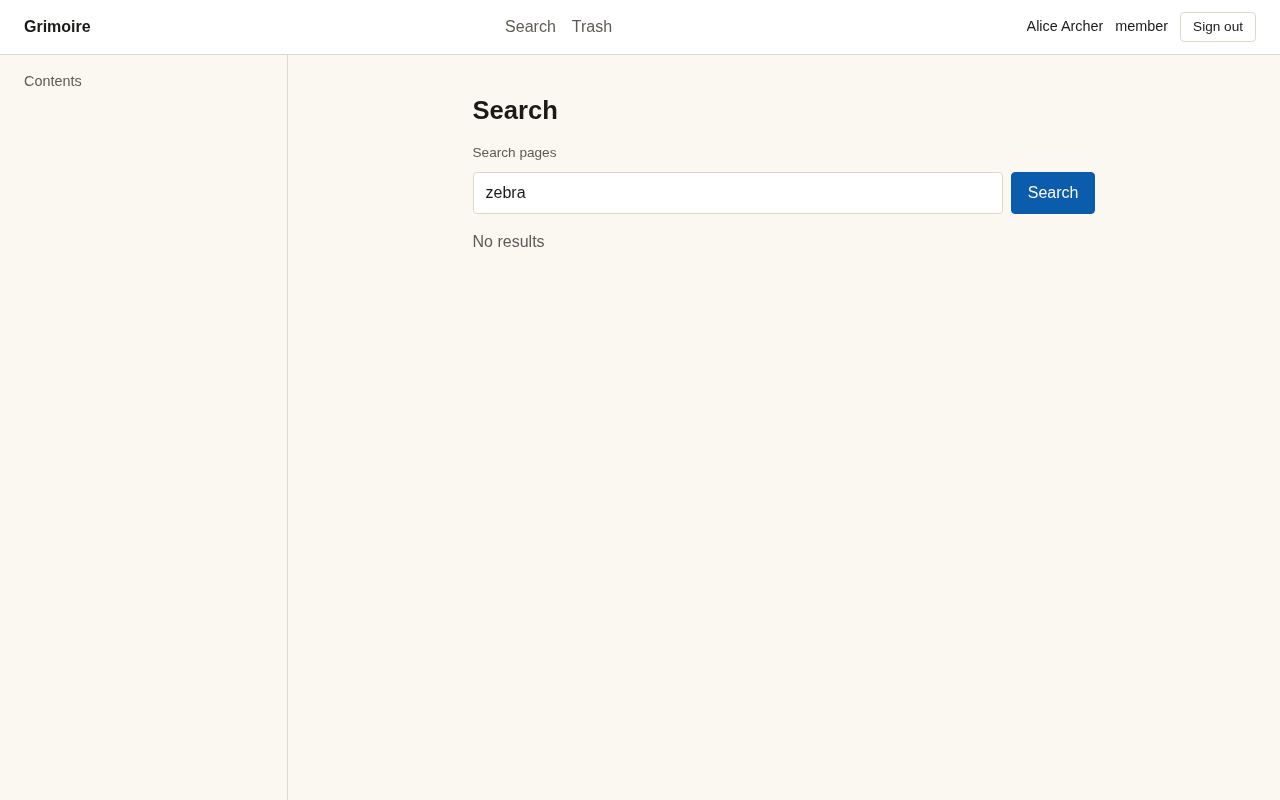 Grimoire
Search Trash
Alice Archer member Sign out
Contents
Search
Search pages
zebra Search
No results